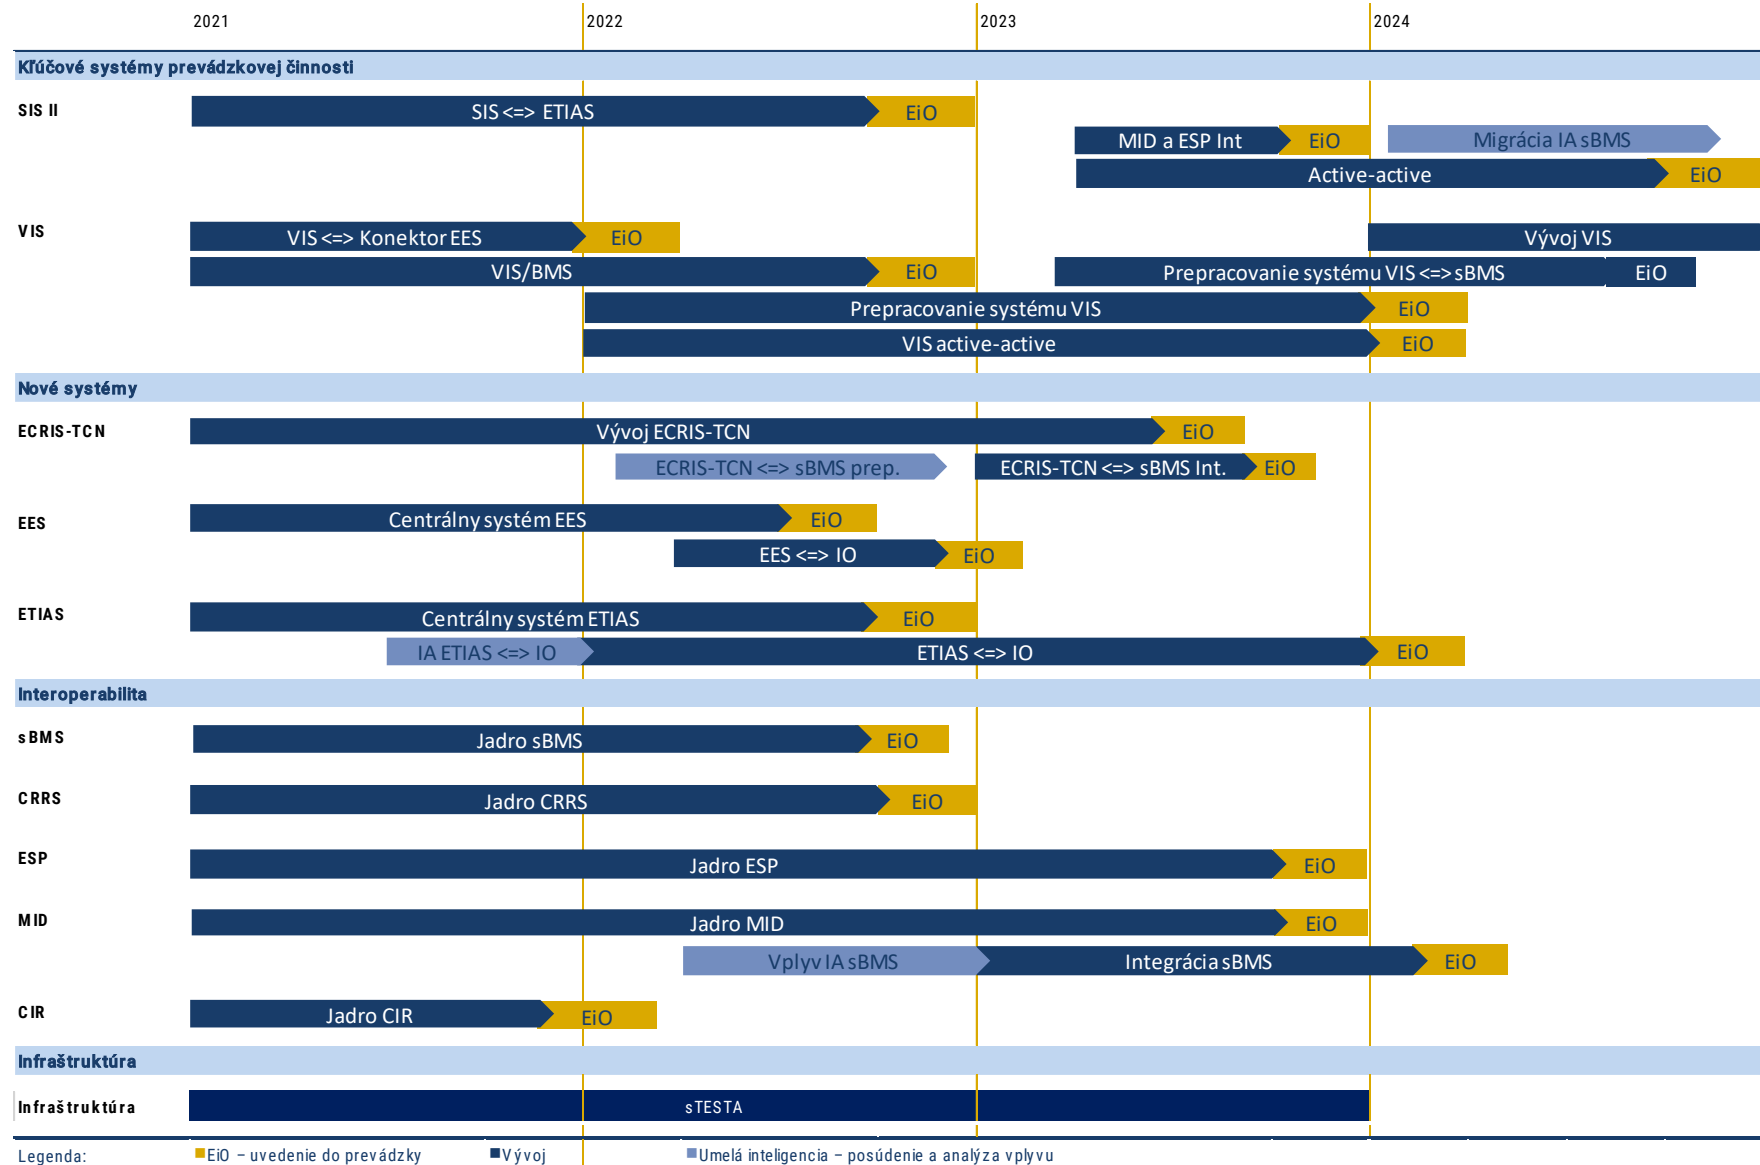 2021 2022 2023 2024
Kľúčové systémy prevádzkovej činnosti
SIS II
SIS <=> ETIAS EiO
MID a ESP Int EiO Migrácia IA sBMS
Active-active EiO
VIS
VIS <=> Konektor EES EiO Vývoj VIS
VIS/BMS EiO Prepracovanie systému VIS <=> sBMS EiO
Prepracovanie systému VIS EiO
VIS active-active EiO
Nové systémy
ECRIS-TCN
Vývoj ECRIS-TCN EiO
ECRIS-TCN <=> sBMS prep. ECRIS-TCN <=> sBMS Int. EiO
EES
Centrálny systém EES EiO
EES <=> IO EiO
ETIAS
Centrálny systém ETIAS EiO
IA ETIAS <=> IO ETIAS <=> IO EiO
Interoperabilita
sBMS
Jadro sBMS EiO
CRRS
Jadro CRRS EiO
ESP
Jadro ESP EiO
MID
Jadro MID EiO
Vplyv IA sBMS Integrácia sBMS EiO
CIR
Jadro CIR EiO
Infraštruktúra
Infraštruktúra sTESTA
Legenda: EiO – uvedenie do prevádzky Vývoj Umelá inteligencia – posúdenie a analýza vplyvu